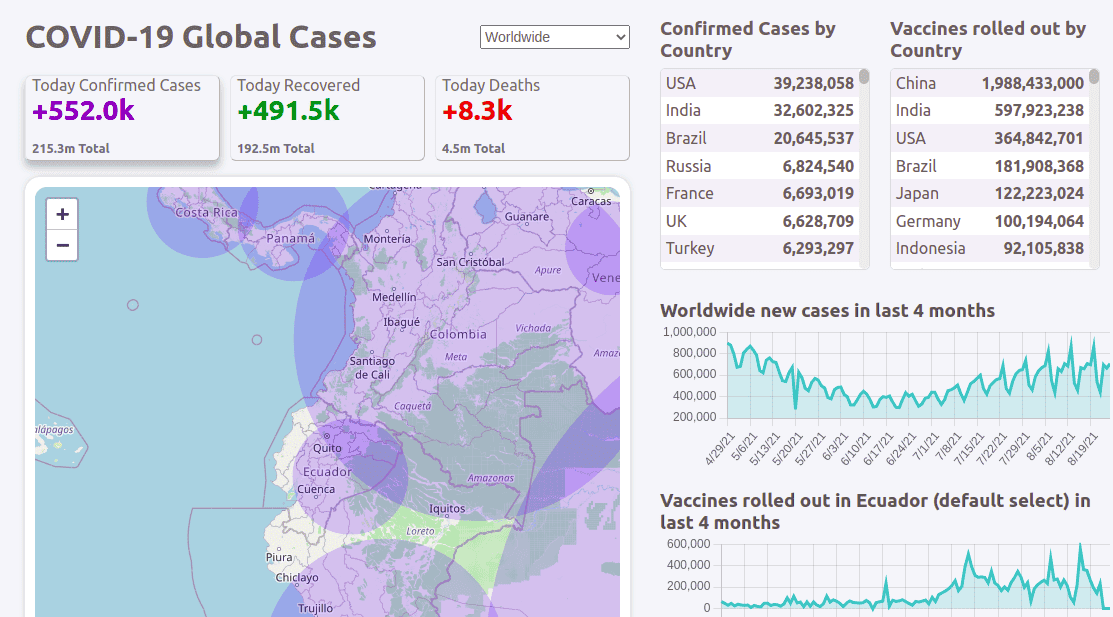 COVID-19 Global Cases
Worldwide
Today Confirmed Cases
+552.0k
215.3m Total
Today Recovered
+491.5k
192.5m Total
Today Deaths
+8.3k
4.5m Total
+
−
Costa Rica
Panamá
Montería
Guanare
Caracas
San Cristóbal
Apure
Medellín
Ibagué
Colombia
Vichada
Meta
Santiago
de Cali
Caquetá
Quito
Ecuador
Cuenca
Amazonas
Iquitos
Loreto
Piura
Chiclayo
Trujillo
Confirmed Cases by
Country
USA 39,238,058
India 32,602,325
Brazil 20,645,537
Russia 6,824,540
France 6,693,019
UK 6,628,709
Turkey 6,293,297
Vaccines rolled out by
Country
China 1,988,433,000
India 597,923,238
USA 364,842,701
Brazil 181,908,368
Japan 122,223,024
Germany 100,194,064
Indonesia 92,105,838
Worldwide new cases in last 4 months
1,000,000
800,000
600,000
400,000
200,000
4/29/21 5/6/21 5/13/21 5/20/21 5/27/21 6/3/21 6/10/21 6/17/21 6/24/21 7/1/21 7/8/21 7/15/21 7/22/21 7/29/21 8/5/21 8/12/21 8/19/21
Vaccines rolled out in Ecuador (default select) in
last 4 months
600,000
400,000
200,000
0